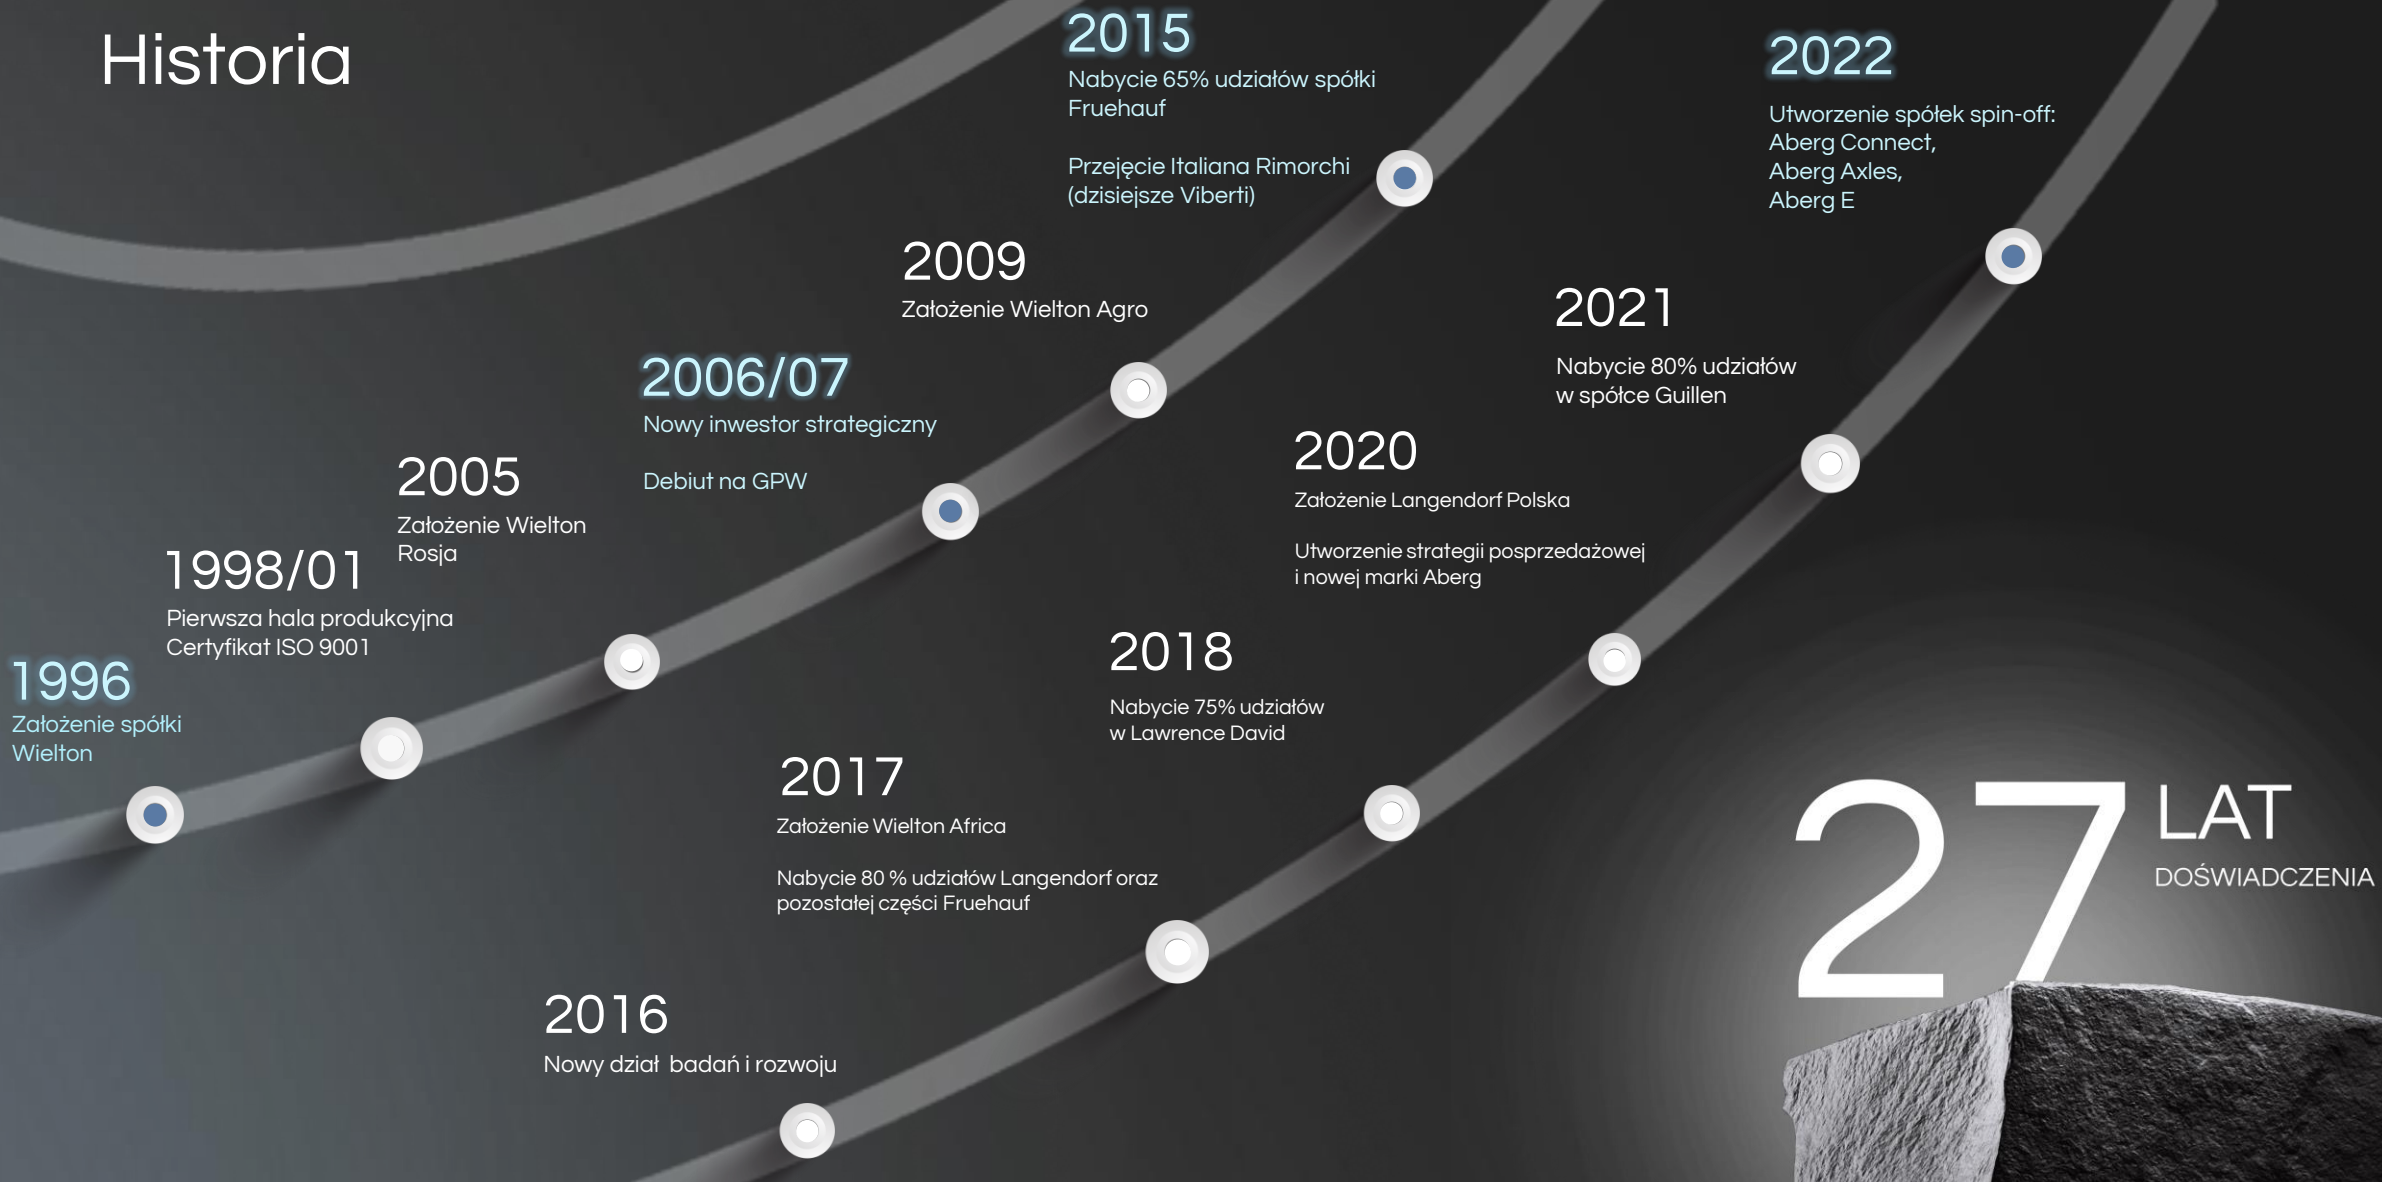 Historia
1996
Założenie spółki
Wielton
1998/01
Pierwsza hala produkcyjna
Certyfikat ISO 9001
2005
Założenie Wielton
Rosja
2006/07
Nowy inwestor strategiczny
Debiut na GPW
2009
Założenie Wielton Agro
2015
Nabycie 65% udziałów spółki
Fruehauf
Przejęcie Italiana Rimorchi
(dzisiejsze Viberti)
2016
Nowy dział  badań i rozwoju
2017
Założenie Wielton Africa
Nabycie 80 % udziałów Langendorf oraz
pozostałej części Fruehauf
2018
Nabycie 75% udziałów
w Lawrence David
2020
Założenie Langendorf Polska
Utworzenie strategii posprzedażowej
i nowej marki Aberg
2021
Nabycie 80% udziałów
w spółce Guillen
2022
Utworzenie spółek spin-off:
Aberg Connect,
Aberg Axles,
Aberg E
27 LAT
DOŚWIADCZENIA